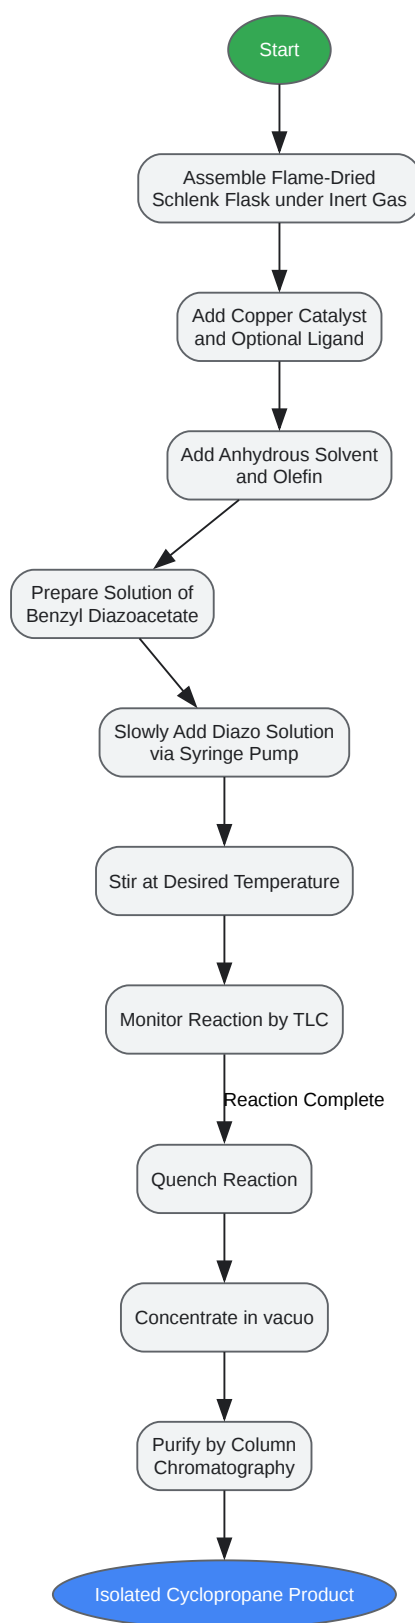 Start
Assemble Flame-Dried
Schlenk Flask under Inert Gas
Add Copper Catalyst
and Optional Ligand
Add Anhydrous Solvent
and Olefin
Prepare Solution of
Benzyl Diazoacetate
Slowly Add Diazo Solution
via Syringe Pump
Stir at Desired Temperature
Monitor Reaction by TLC
Reaction Complete
Quench Reaction
Concentrate in vacuo
Purify by Column
Chromatography
Isolated Cyclopropane Product